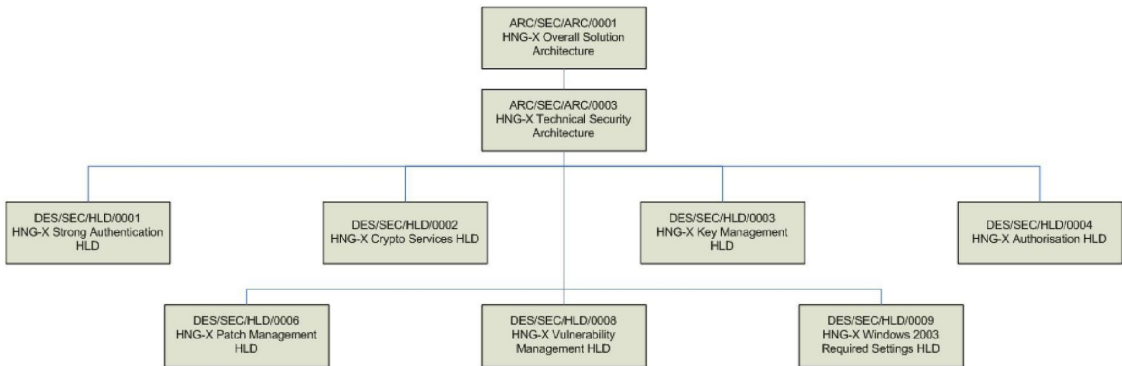 ARC/SEC/ARC/0001
HNG-X Overall Solution
Architecture
ARC/SEC/ARC/0003
HNG-X Technical Security
Architecture
DES/SEC/HLD/0001
HNG-X Strong Authentication
HLD
DES/SEC/HLD/0002
HNG-X Crypto Services HLD
DES/SEC/HLD/0003
HNG-X Key Management
HLD
DES/SEC/HLD/0004
HNG-X Authorisation HLD
DES/SEC/HLD/0006
HNG-X Patch Management
HLD
DES/SEC/HLD/0008
HNG-X Vulnerability
Management HLD
DES/SEC/HLD/0009
HNG-X Windows 2003
Required Settings HLD